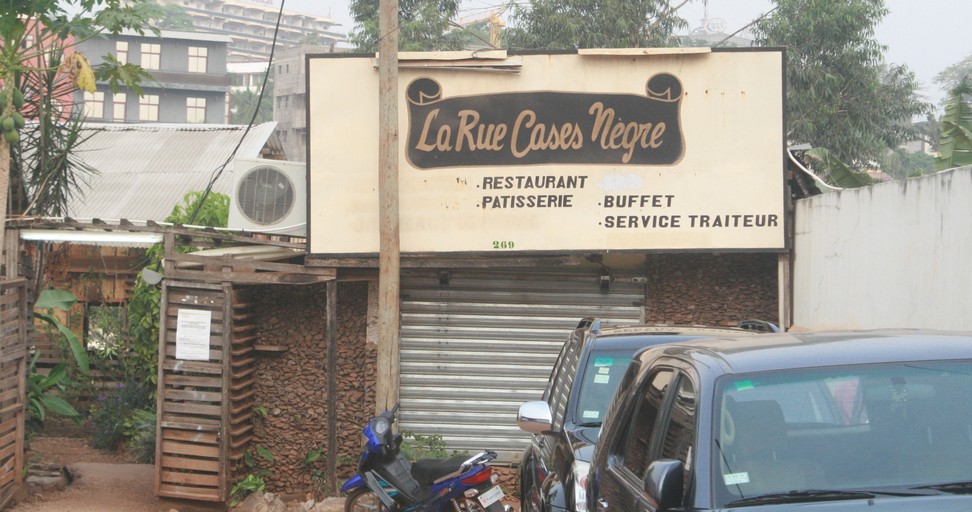 La Rue Cases Nègre
.RESTAURANT
.PATISSERIE .BUFFET
.SERVICE TRAITEUR
269